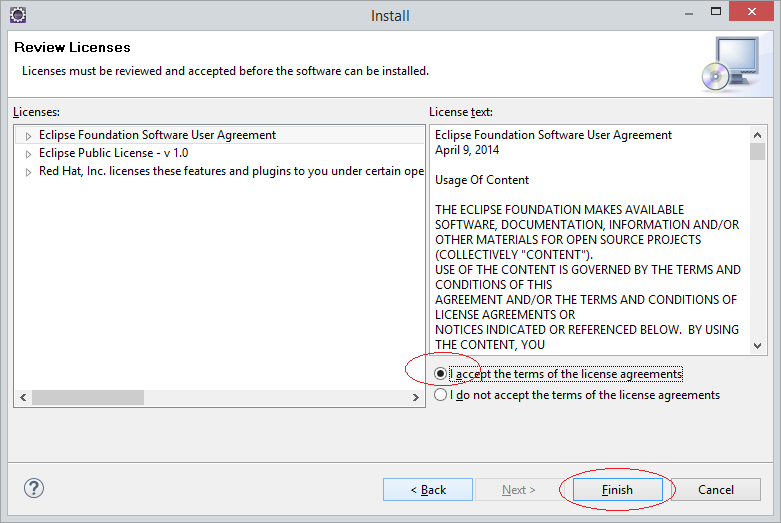 Install
Review Licenses
Licenses must be reviewed and accepted before the software can be installed.
Licenses:
Eclipse Foundation Software User Agreement
Eclipse Public License - v 1.0
Red Hat, Inc. licenses these features and plugins to you under certain ope
License text:
Eclipse Foundation Software User Agreement
April 9, 2014
Usage Of Content
THE ECLIPSE FOUNDATION MAKES AVAILABLE
SOFTWARE, DOCUMENTATION, INFORMATION AND/OR
OTHER MATERIALS FOR OPEN SOURCE PROJECTS
(COLLECTIVELY "CONTENT").
USE OF THE CONTENT IS GOVERNED BY THE TERMS AND
CONDITIONS OF THIS
AGREEMENT AND/OR THE TERMS AND CONDITIONS OF
LICENSE AGREEMENTS OR
NOTICES INDICATED OR REFERENCED BELOW.  BY USING
THE CONTENT, YOU
I accept the terms of the license agreements
I do not accept the terms of the license agreements
?
< Back
Next >
Finish
Cancel